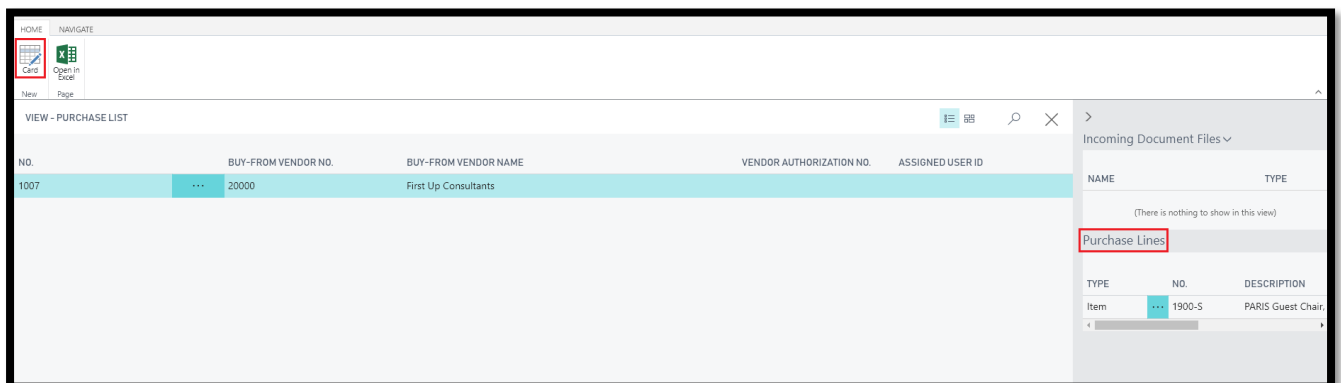 HOME NAVIGATE
Card
Open in
Excel
New Page
VIEW - PURCHASE LIST
NO. BUY-FROM VENDOR NO. BUY-FROM VENDOR NAME VENDOR AUTHORIZATION NO. ASSIGNED USER ID
1007 ... 20000 First Up Consultants
Incoming Document Files
NAME TYPE
(There is nothing to show in this view)
Purchase Lines
TYPE NO. DESCRIPTION
Item ... 1900-S PARIS Guest Chair,